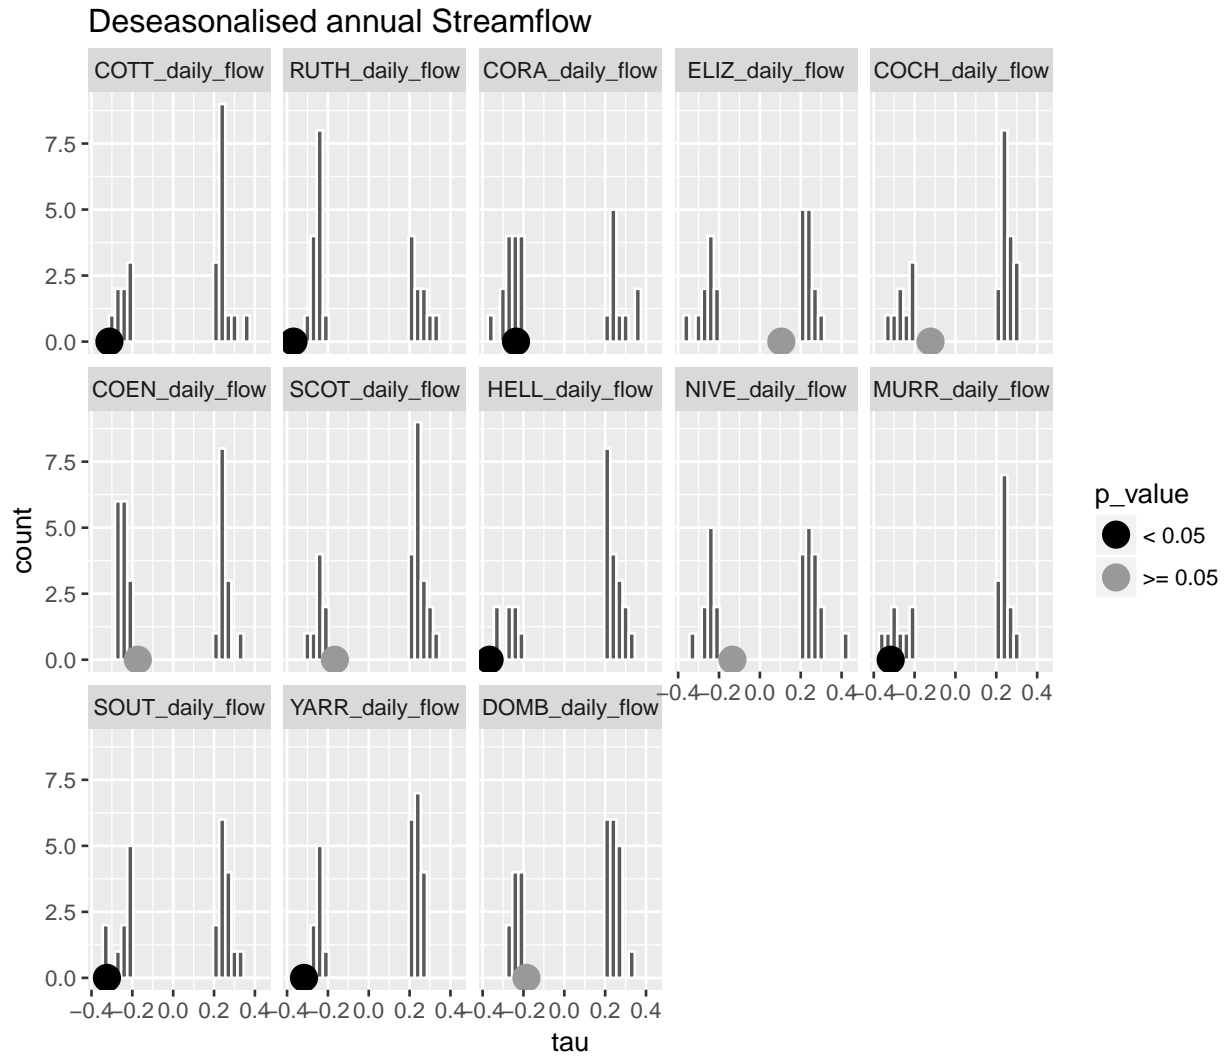 Deseasonalised annual Streamflow
COTT_daily_flow RUTH_daily_flow CORA_daily_flow ELIZ_daily_flow COCH_daily_flow
7.5
5.0
2.5
0.0
COEN_daily_flow SCOT_daily_flow HELL_daily_flow NIVE_daily_flow MURR_daily_flow
7.5
5.0
2.5
0.0
−0.4 −0.2 0.0 0.2 0.4 −0.4 −0.2 0.0 0.2 0.4
SOUT_daily_flow YARR_daily_flow DOMB_daily_flow
7.5
5.0
2.5
0.0
−0.4 −0.2 0.0 0.2 0.4 −0.4 −0.2 0.0 0.2 0.4 −0.4 −0.2 0.0 0.2 0.4
tau
count
p_value
< 0.05
>= 0.05